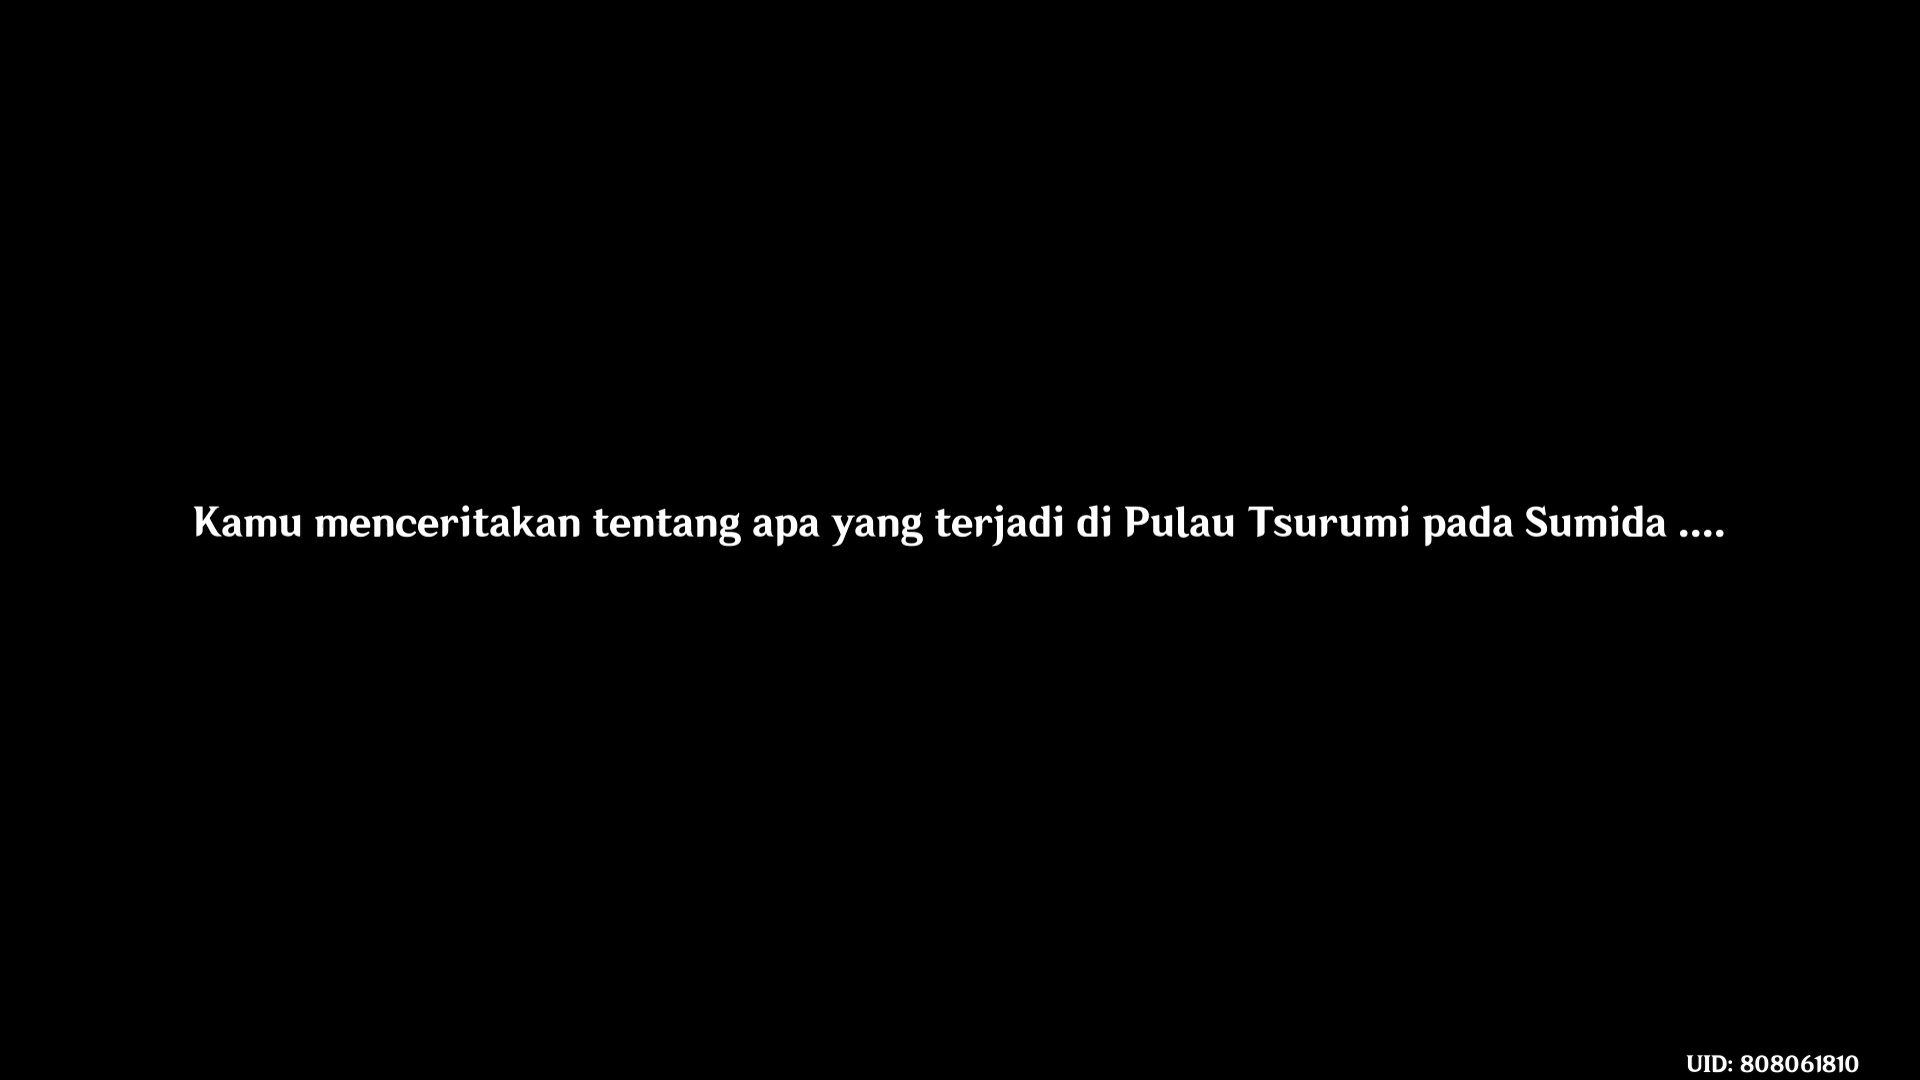 Kamu menceritakan tentang apa yang terjadi di Pulau Tsurumi pada Sumida ....
UID: 808061810